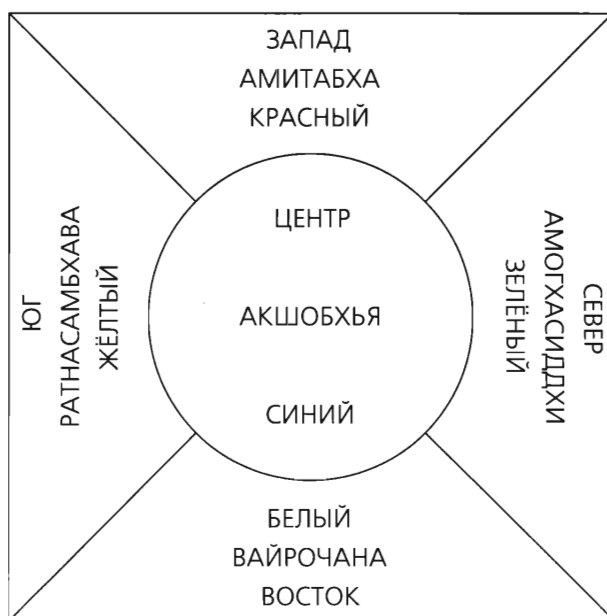 ЗАПАД
АМИТАБХА
КРАСНЫЙ
ЮГ
РАТНАСАМБХАВА
ЖЁЛТЫЙ
ЦЕНТР
АКШОБХЬЯ
СИНИЙ
СЕВЕР
АМОГХАСИДДХИ
ЗЕЛЁНЫЙ
БЕЛЫЙ
ВАЙРОЧАНА
ВОСТОК